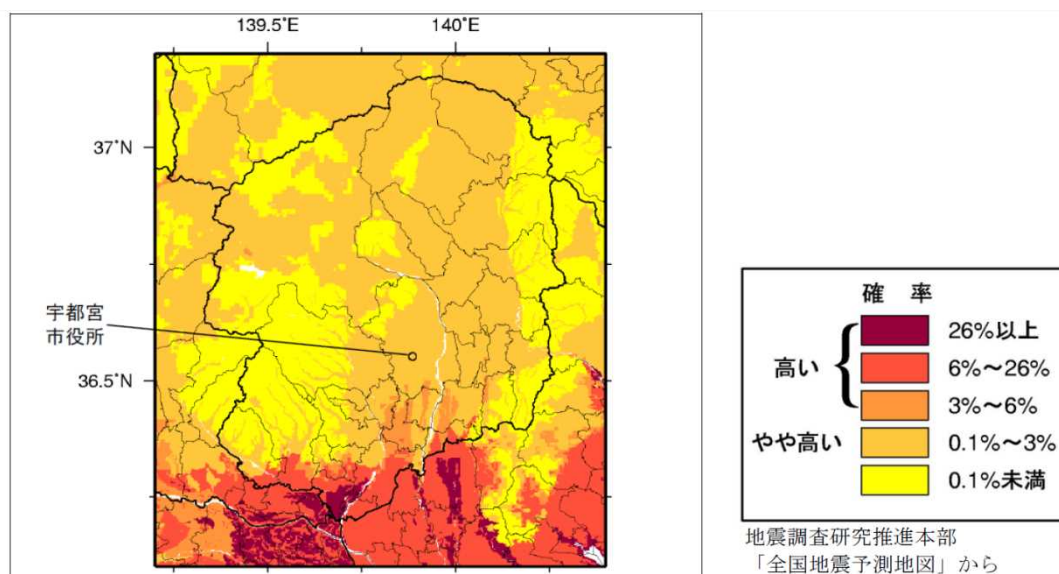 139.5°E
140°E
37°N
36.5°N
宇都宮
市役所
確 率
高い
やや高い
26%以上
6%～26%
3%～6%
0.1%～3%
0.1%未満
地震調査研究推進本部
「全国地震予測地図」から